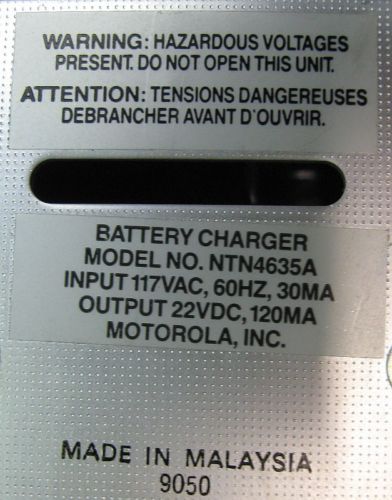 WARNING: HAZARDOUS VOLTAGES
PRESENT. DO NOT OPEN THIS UNIT.
ATTENTION: TENSIONS DANGEREUSES
DEBRANCHER AVANT D'OUVRIR.
BATTERY CHARGER
MODEL NO. NTN4635A
INPUT 117VAC, 60HZ, 30MA
OUTPUT 22VDC, 120MA
MOTOROLA, INC.
MADE IN MALAYSIA
9050